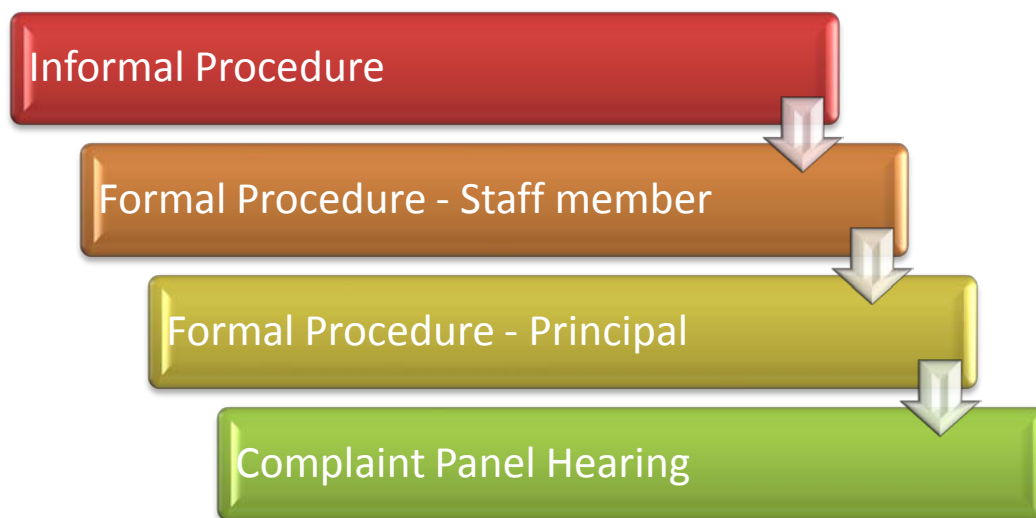 Informal Procedure
Formal Procedure - Staff member
Formal Procedure - Principal
Complaint Panel Hearing